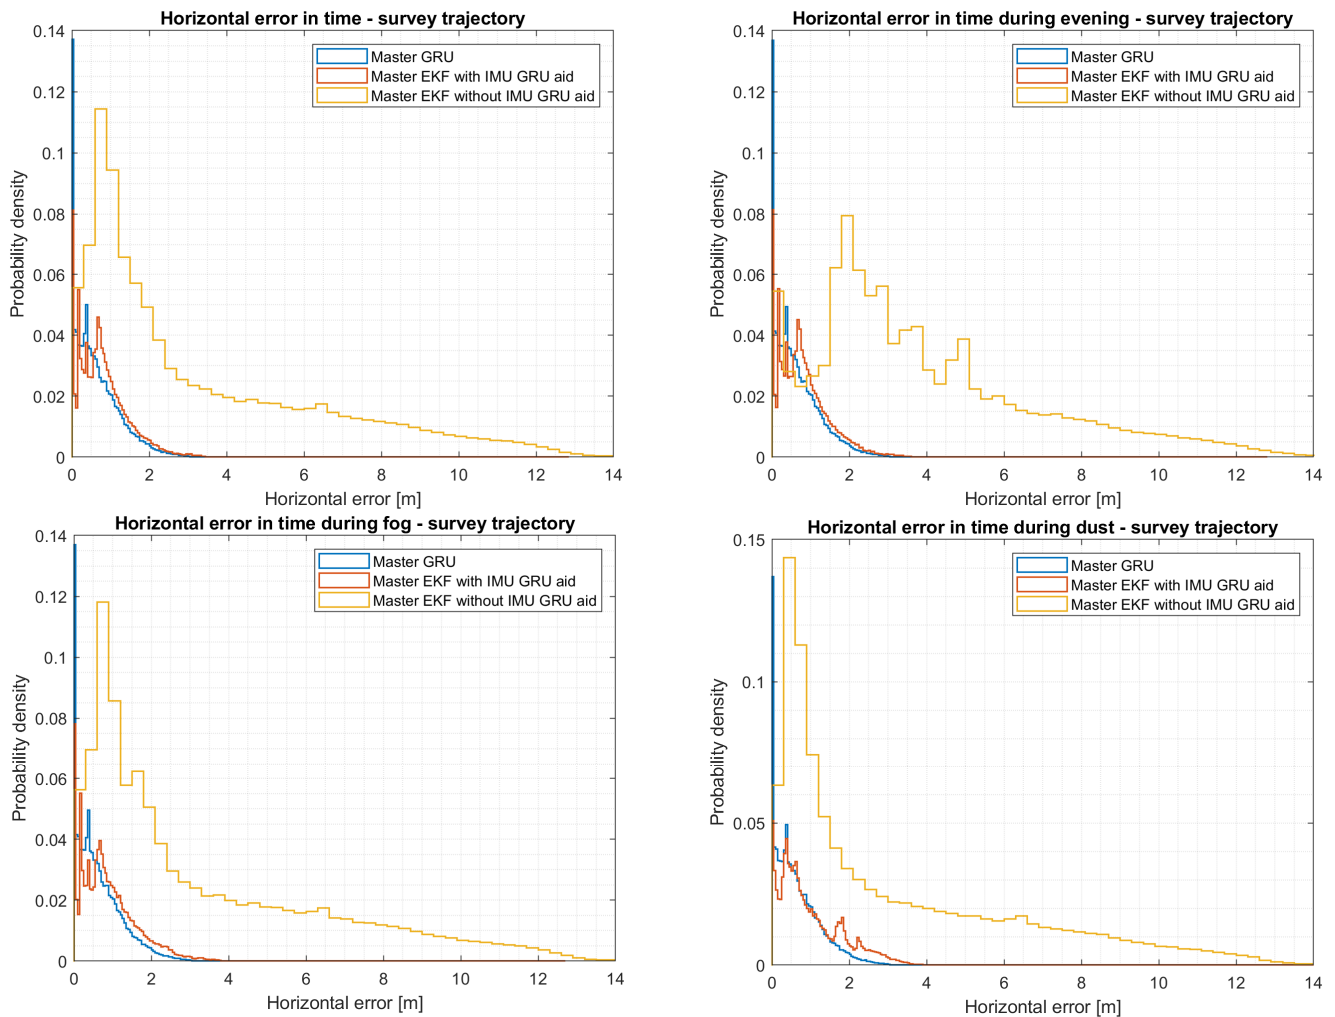 Horizontal error in time - survey trajectory
Master GRU
Master EKF with IMU GRU aid
Master EKF without IMU GRU aid
Probability density
0.14
0.12
0.1
0.08
0.06
0.04
0.02
0
0 2 4 6 8 10 12 14
Horizontal error [m]
Horizontal error in time during evening - survey trajectory
Master GRU
Master EKF with IMU GRU aid
Master EKF without IMU GRU aid
Probability density
0.14
0.12
0.1
0.08
0.06
0.04
0.02
0
0 2 4 6 8 10 12 14
Horizontal error [m]
Horizontal error in time during fog - survey trajectory
Master GRU
Master EKF with IMU GRU aid
Master EKF without IMU GRU aid
Probability density
0.14
0.12
0.1
0.08
0.06
0.04
0.02
0
0 2 4 6 8 10 12 14
Horizontal error [m]
Horizontal error in time during dust - survey trajectory
Master GRU
Master EKF with IMU GRU aid
Master EKF without IMU GRU aid
Probability density
0.15
0.1
0.05
0
0 2 4 6 8 10 12 14
Horizontal error [m]